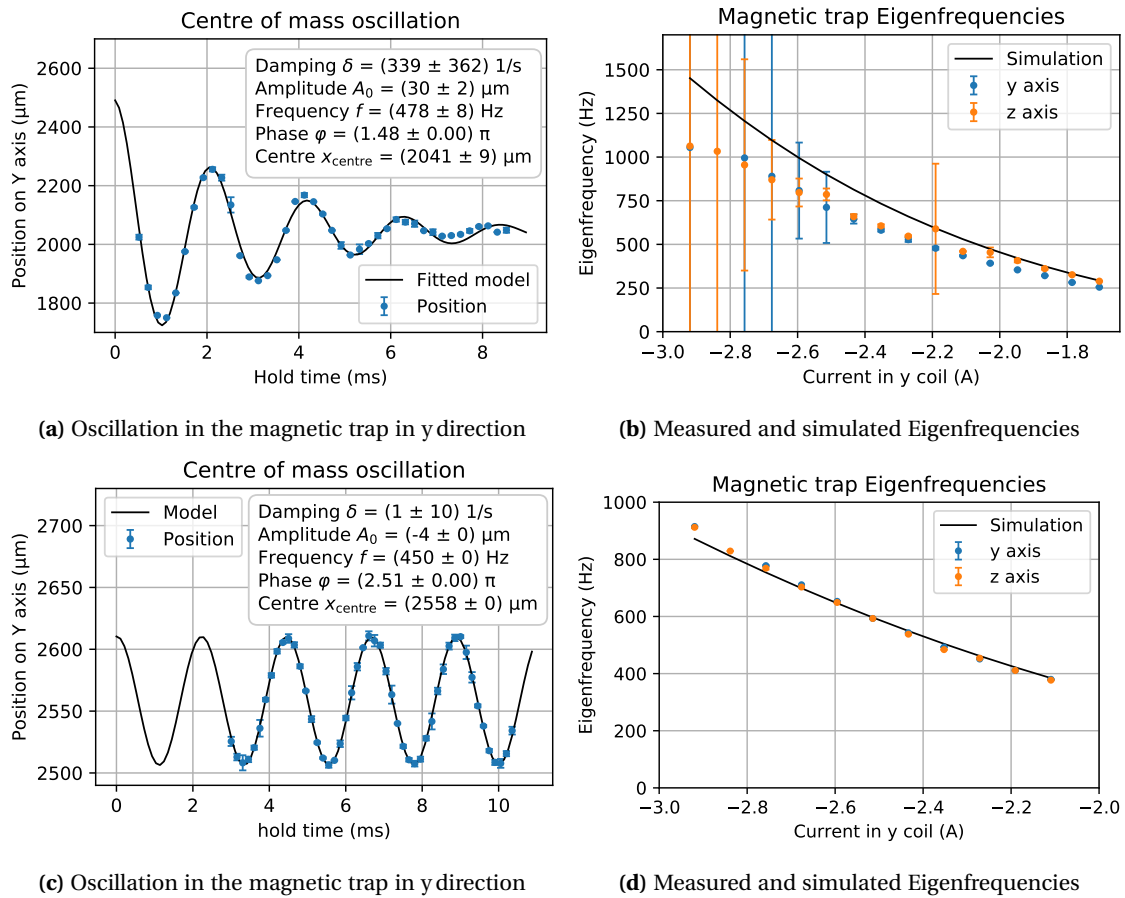 Centre of mass oscillation
Position on Y axis (μm)
2600
2400
2200
2000
1800
Damping δ = (339 ± 362) 1/s
Amplitude A₀ = (30 ± 2) μm
Frequency f = (478 ± 8) Hz
Phase φ = (1.48 ± 0.00) π
Centre x_centre = (2041 ± 9) μm
Fitted model
Position
0 2 4 6 8
Hold time (ms)
(a) Oscillation in the magnetic trap in y direction
Magnetic trap Eigenfrequencies
Eigenfrequency (Hz)
1500
1250
1000
750
500
250
0
Simulation
y axis
z axis
−3.0 −2.8 −2.6 −2.4 −2.2 −2.0 −1.8
Current in y coil (A)
(b) Measured and simulated Eigenfrequencies
Centre of mass oscillation
Position on Y axis (μm)
2700
2650
2600
2550
2500
Model
Position
Damping δ = (1 ± 10) 1/s
Amplitude A₀ = (-4 ± 0) μm
Frequency f = (450 ± 0) Hz
Phase φ = (2.51 ± 0.00) π
Centre x_centre = (2558 ± 0) μm
0 2 4 6 8 10
hold time (ms)
(c) Oscillation in the magnetic trap in y direction
Magnetic trap Eigenfrequencies
Eigenfrequency (Hz)
1000
800
600
400
200
0
Simulation
y axis
z axis
−3.0 −2.8 −2.6 −2.4 −2.2 −2.0
Current in y coil (A)
(d) Measured and simulated Eigenfrequencies